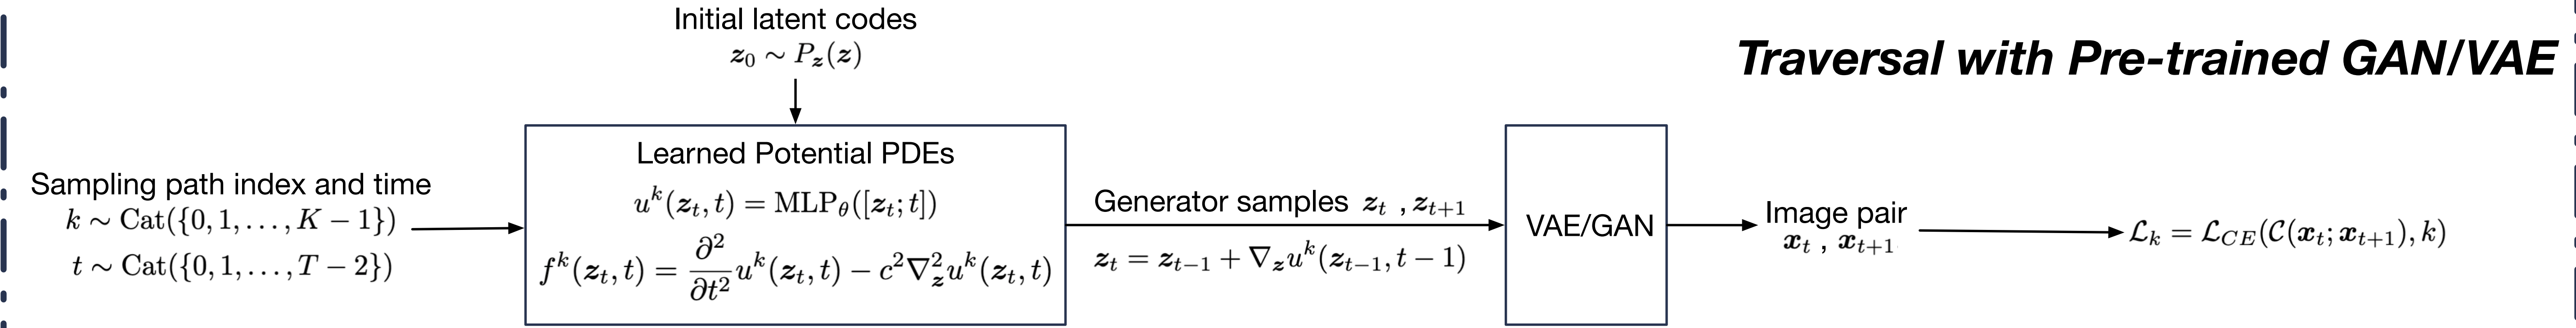 Initial latent codes
z₀ ∼ P_z(z)
Traversal with Pre-trained GAN/VAE
Sampling path index and time
k ∼ Cat({0, 1, . . . , K − 1})
t ∼ Cat({0, 1, . . . , T − 2})
Learned Potential PDEs
u^k(z_t, t) = MLP_θ([z_t; t])
f^k(z_t, t) = ∂²/∂t² u^k(z_t, t) − c²∇²_z u^k(z_t, t)
Generator samples z_t , z_{t+1}
z_t = z_{t−1} + ∇_z u^k(z_{t−1}, t − 1)
VAE/GAN
Image pair
x_t , x_{t+1}
ℒ_k = ℒ_{CE}(𝒞(x_t; x_{t+1}), k)